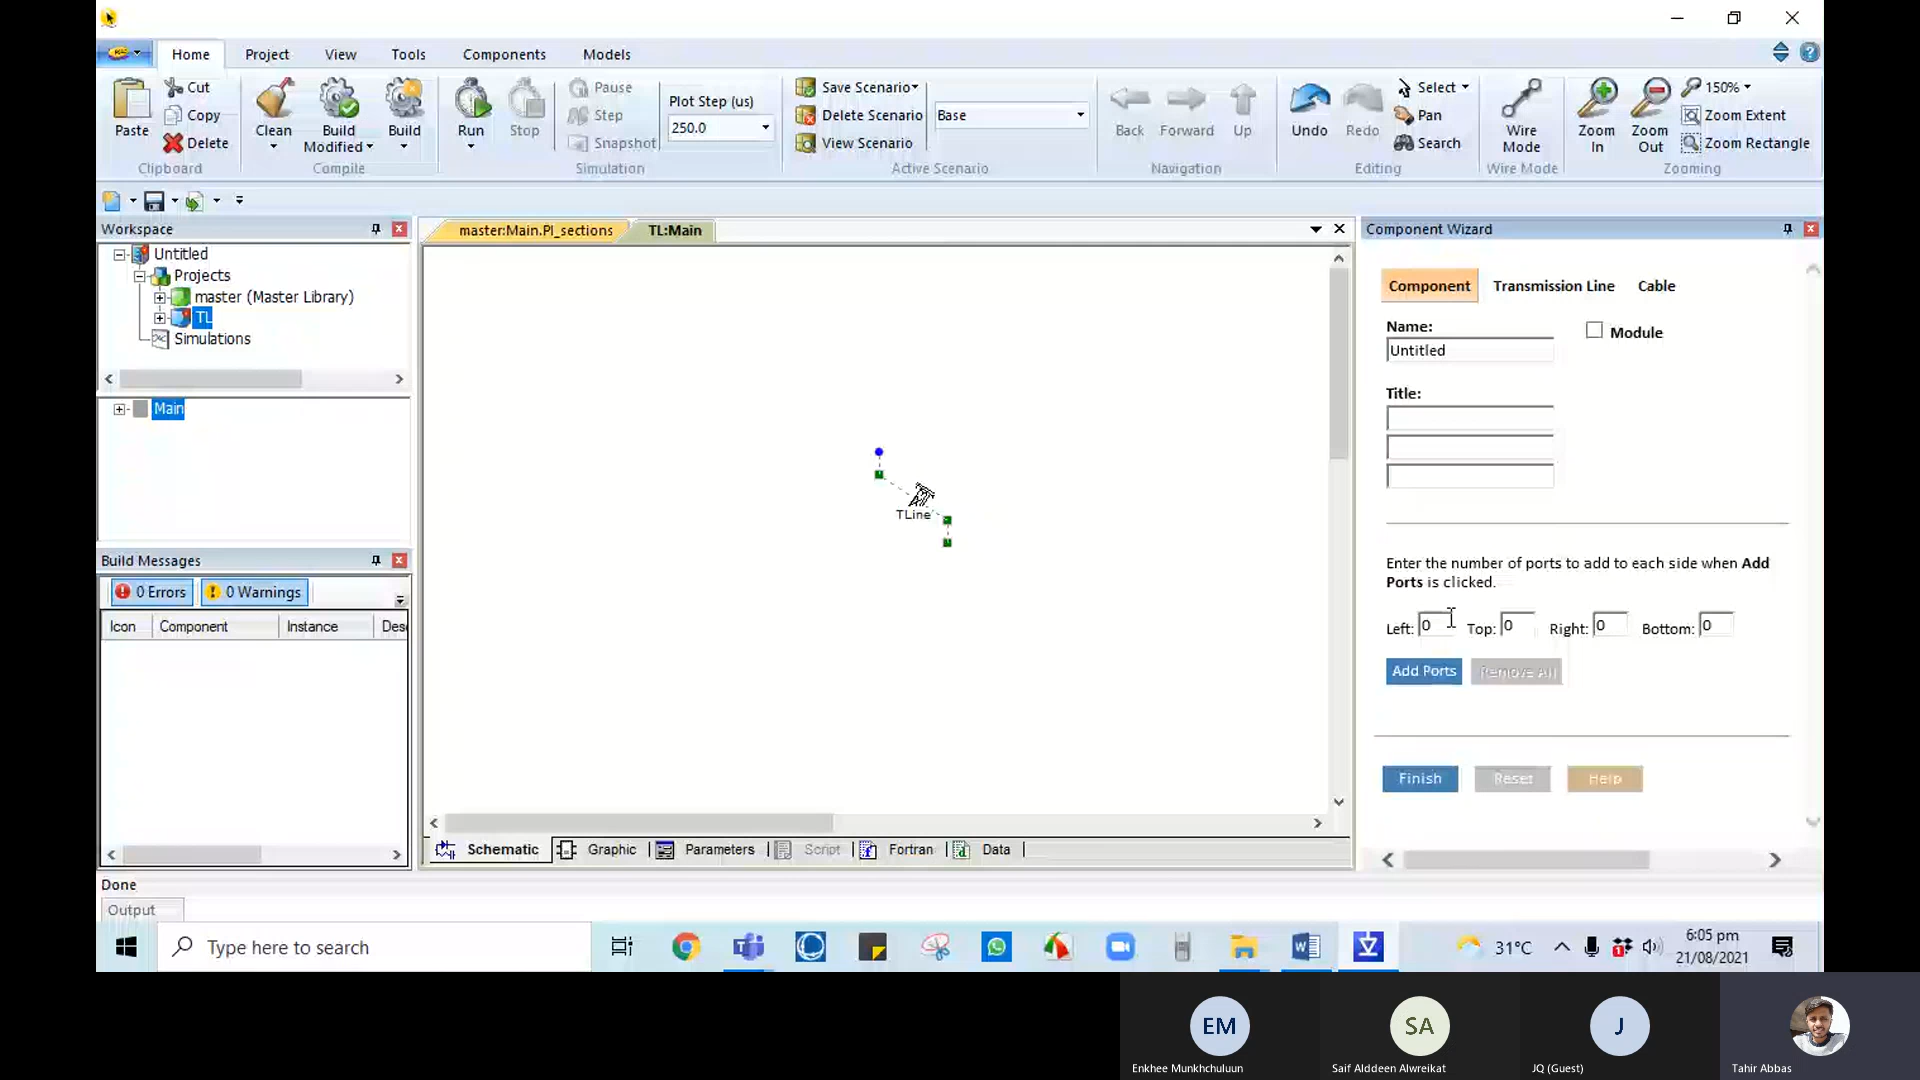 Home Project View Tools Components Models
Paste
Cut
Copy
Delete
Clipboard
Clean
Build Modified
Build
Compile
Run
Stop
Pause
Step
Snapshot
Simulation
Plot Step (us)
250.0
Save Scenario
Delete Scenario
View Scenario
Base
Active Scenario
Back
Forward
Up
Navigation
Undo
Redo
Select
Pan
Search
Editing
Wire Mode
Wire Mode
Zoom In
Zoom Out
150%
Zoom Extent
Zoom Rectangle
Zooming
Workspace
Untitled
Projects
master (Master Library)
TL
Simulations
Main
Build Messages
0 Errors 0 Warnings
Icon Component Instance Desc
master:Main.PI_sections TL:Main
TLine
Schematic Graphic Parameters Script Fortran Data
Component Wizard
Component Transmission Line Cable
Name:
Module
Untitled
Title:
Enter the number of ports to add to each side when Add
Ports is clicked.
Left: 0 Top: 0 Right: 0 Bottom: 0
Add Ports Remove All
Finish Reset Help
Done
Output
Type here to search
31°C
6:05 pm
21/08/2021
EM
SA
J
Enkhee Munkhchuluun
Saif Alddeen Alwreikat
JQ (Guest)
Tahir Abbas